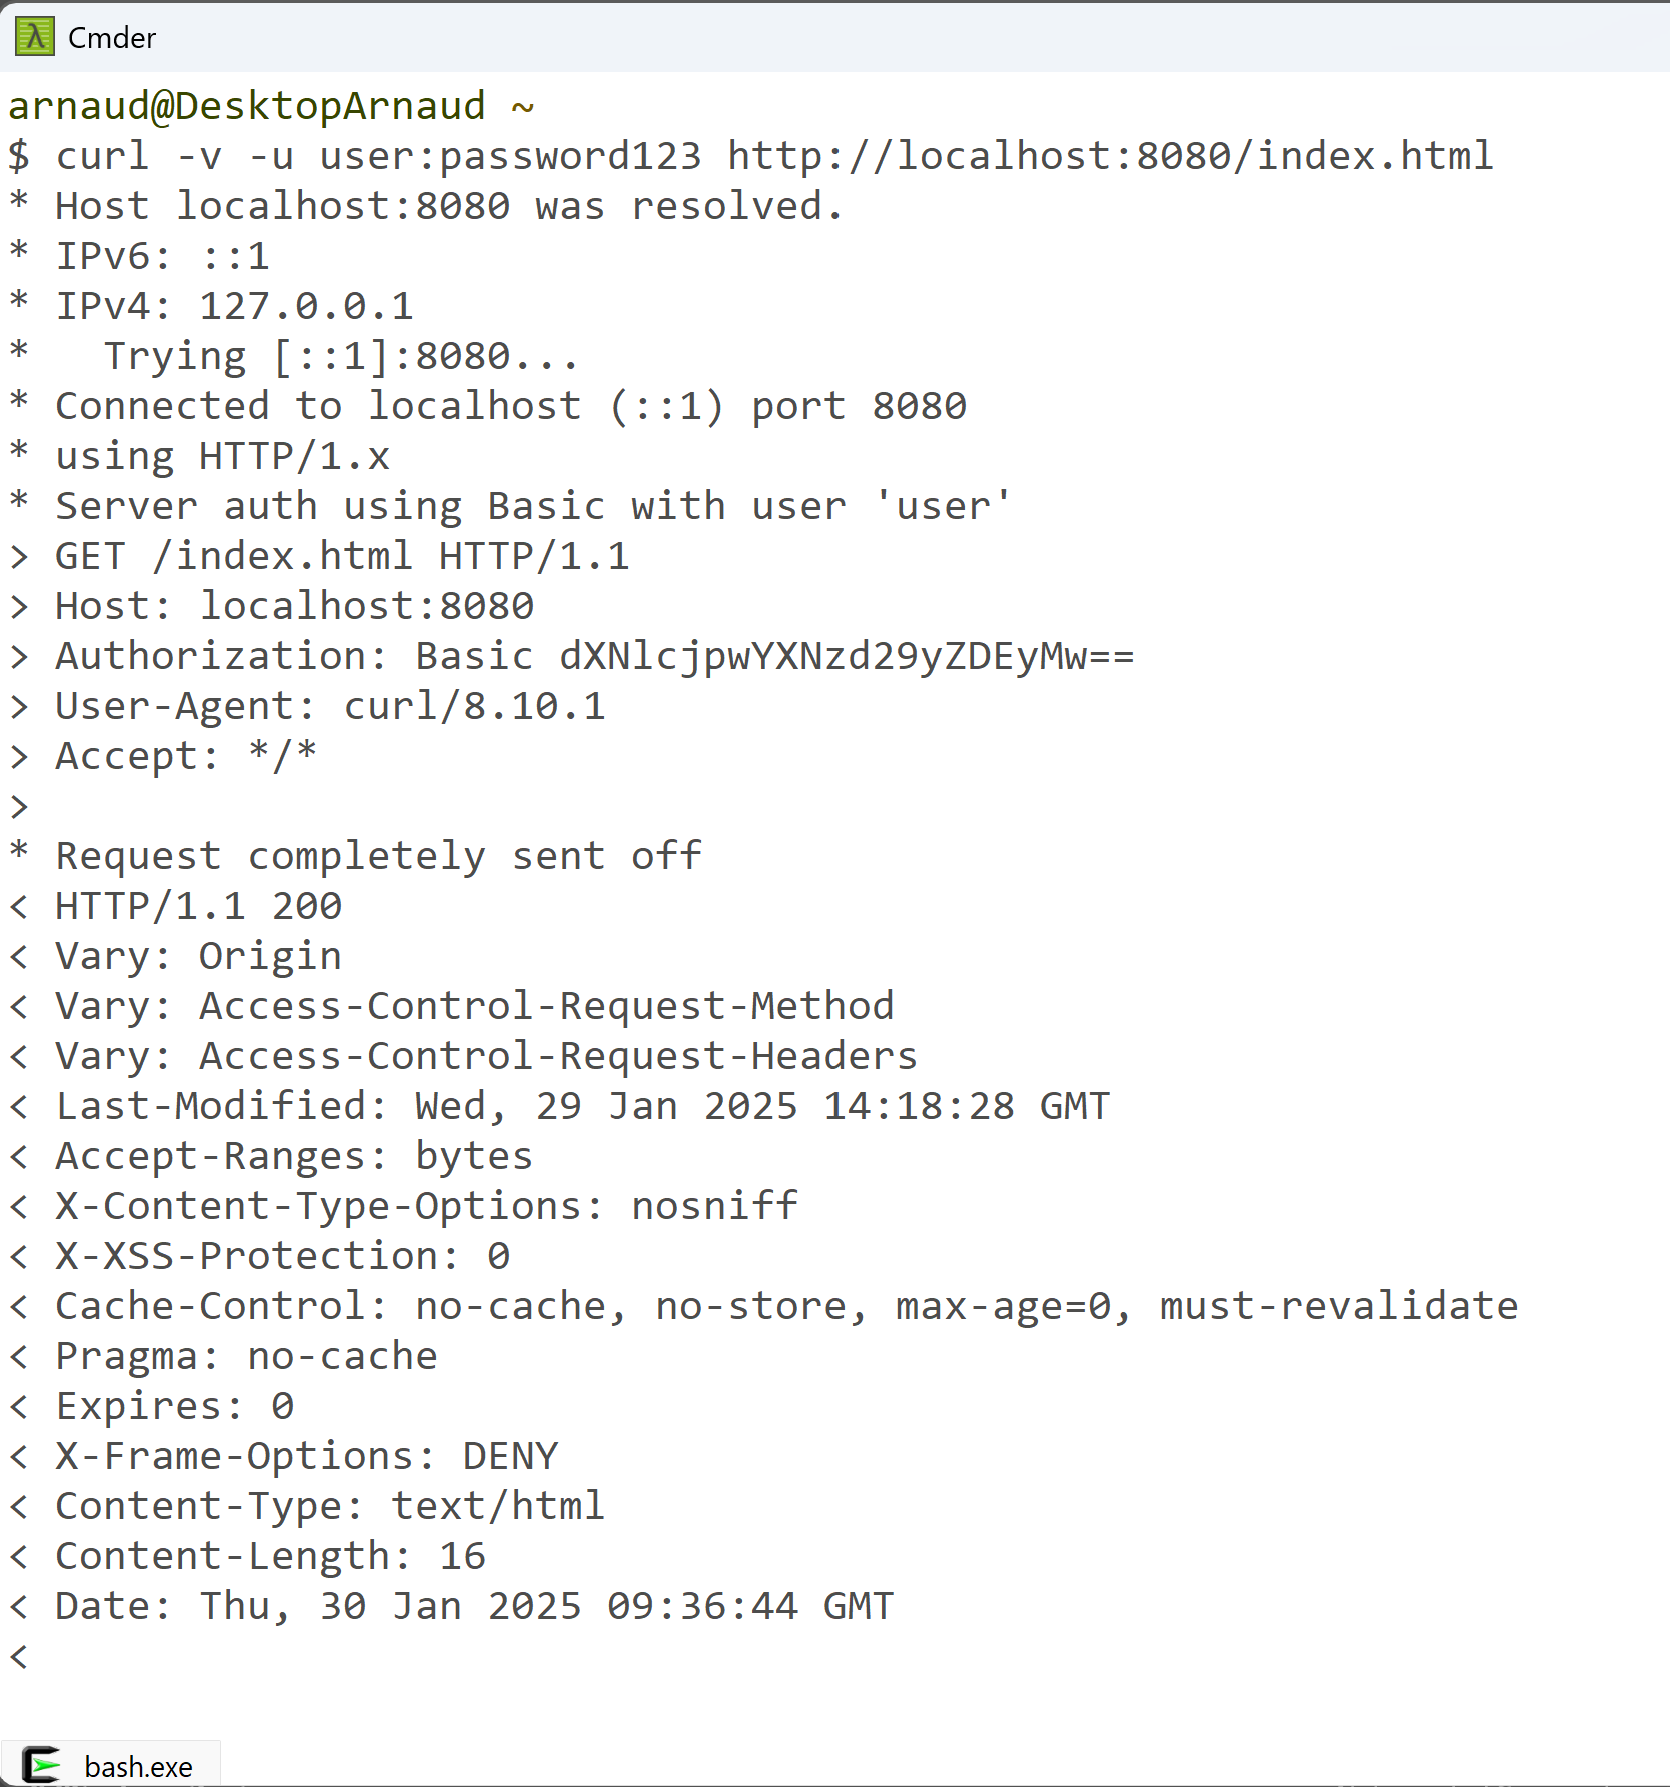 λ Cmder
arnaud@DesktopArnaud ~
$ curl -v -u user:password123 http://localhost:8080/index.html
* Host localhost:8080 was resolved.
* IPv6: ::1
* IPv4: 127.0.0.1
*   Trying [::1]:8080...
* Connected to localhost (::1) port 8080
* using HTTP/1.x
* Server auth using Basic with user 'user'
> GET /index.html HTTP/1.1
> Host: localhost:8080
> Authorization: Basic dXNlcjpwYXNzd29yZDEyMw==
> User-Agent: curl/8.10.1
> Accept: */*
>
* Request completely sent off
< HTTP/1.1 200
< Vary: Origin
< Vary: Access-Control-Request-Method
< Vary: Access-Control-Request-Headers
< Last-Modified: Wed, 29 Jan 2025 14:18:28 GMT
< Accept-Ranges: bytes
< X-Content-Type-Options: nosniff
< X-XSS-Protection: 0
< Cache-Control: no-cache, no-store, max-age=0, must-revalidate
< Pragma: no-cache
< Expires: 0
< X-Frame-Options: DENY
< Content-Type: text/html
< Content-Length: 16
< Date: Thu, 30 Jan 2025 09:36:44 GMT
<
bash.exe